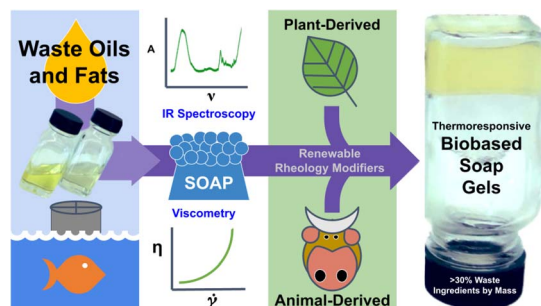 Waste Oils
and Fats
A
ν
IR Spectroscopy
SOAP
Viscometry
η
γ̇
Plant-Derived
Renewable
Rheology Modifiers
Animal-Derived
Thermoresponsive
Biobased
Soap
Gels
>30% Waste
Ingredients by Mass